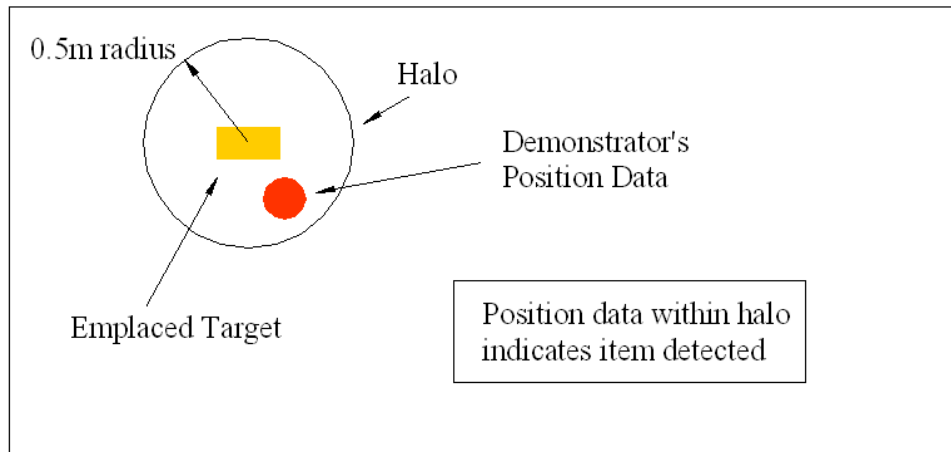 0.5m radius
Halo
Demonstrator's
Position Data
Emplaced Target
Position data within halo
indicates item detected